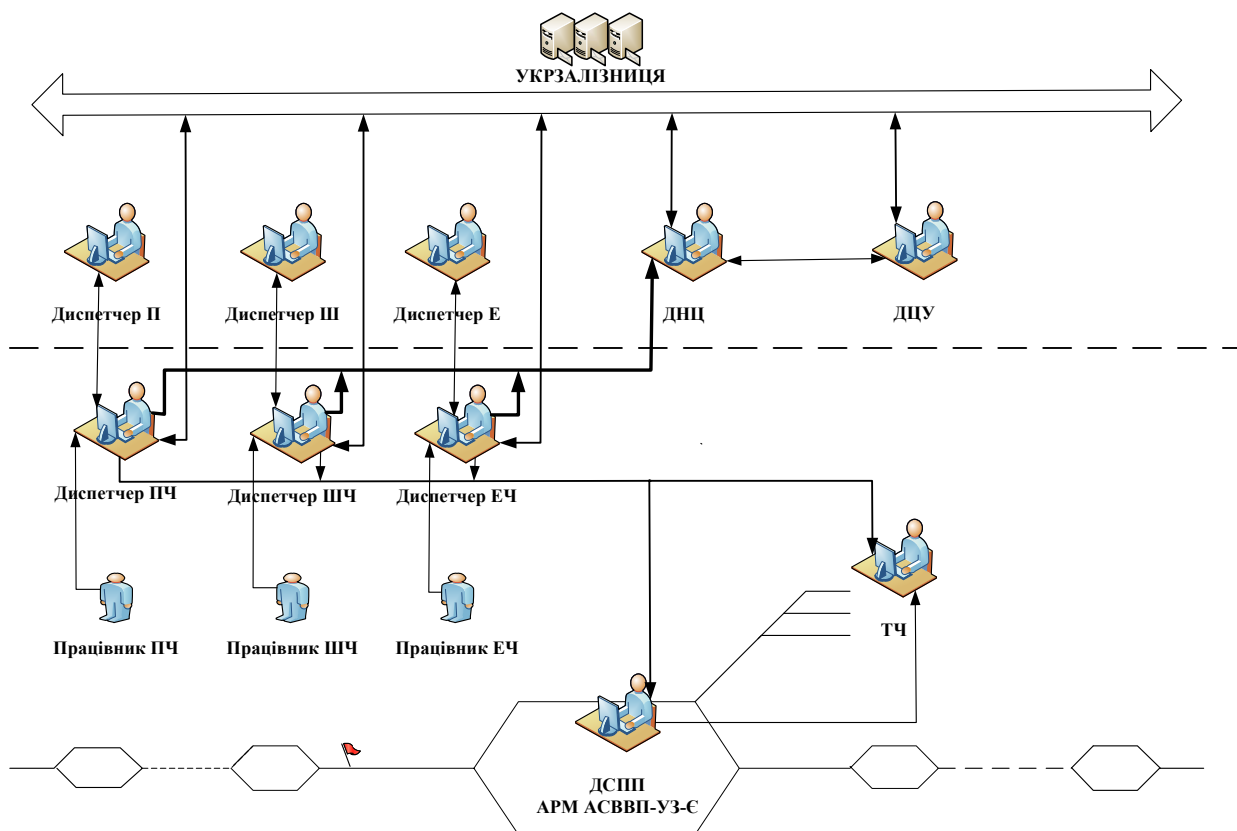 УКРЗАЛІЗНИЦЯ
Диспетчер П
Диспетчер Ш
Диспетчер Е
ДНЦ
ДЦУ
Диспетчер ПЧ
Диспетчер ШЧ
Диспетчер ЕЧ
Працівник ПЧ
Працівник ШЧ
Працівник ЕЧ
ТЧ
ДСПП
АРМ АСВВП-УЗ-Є